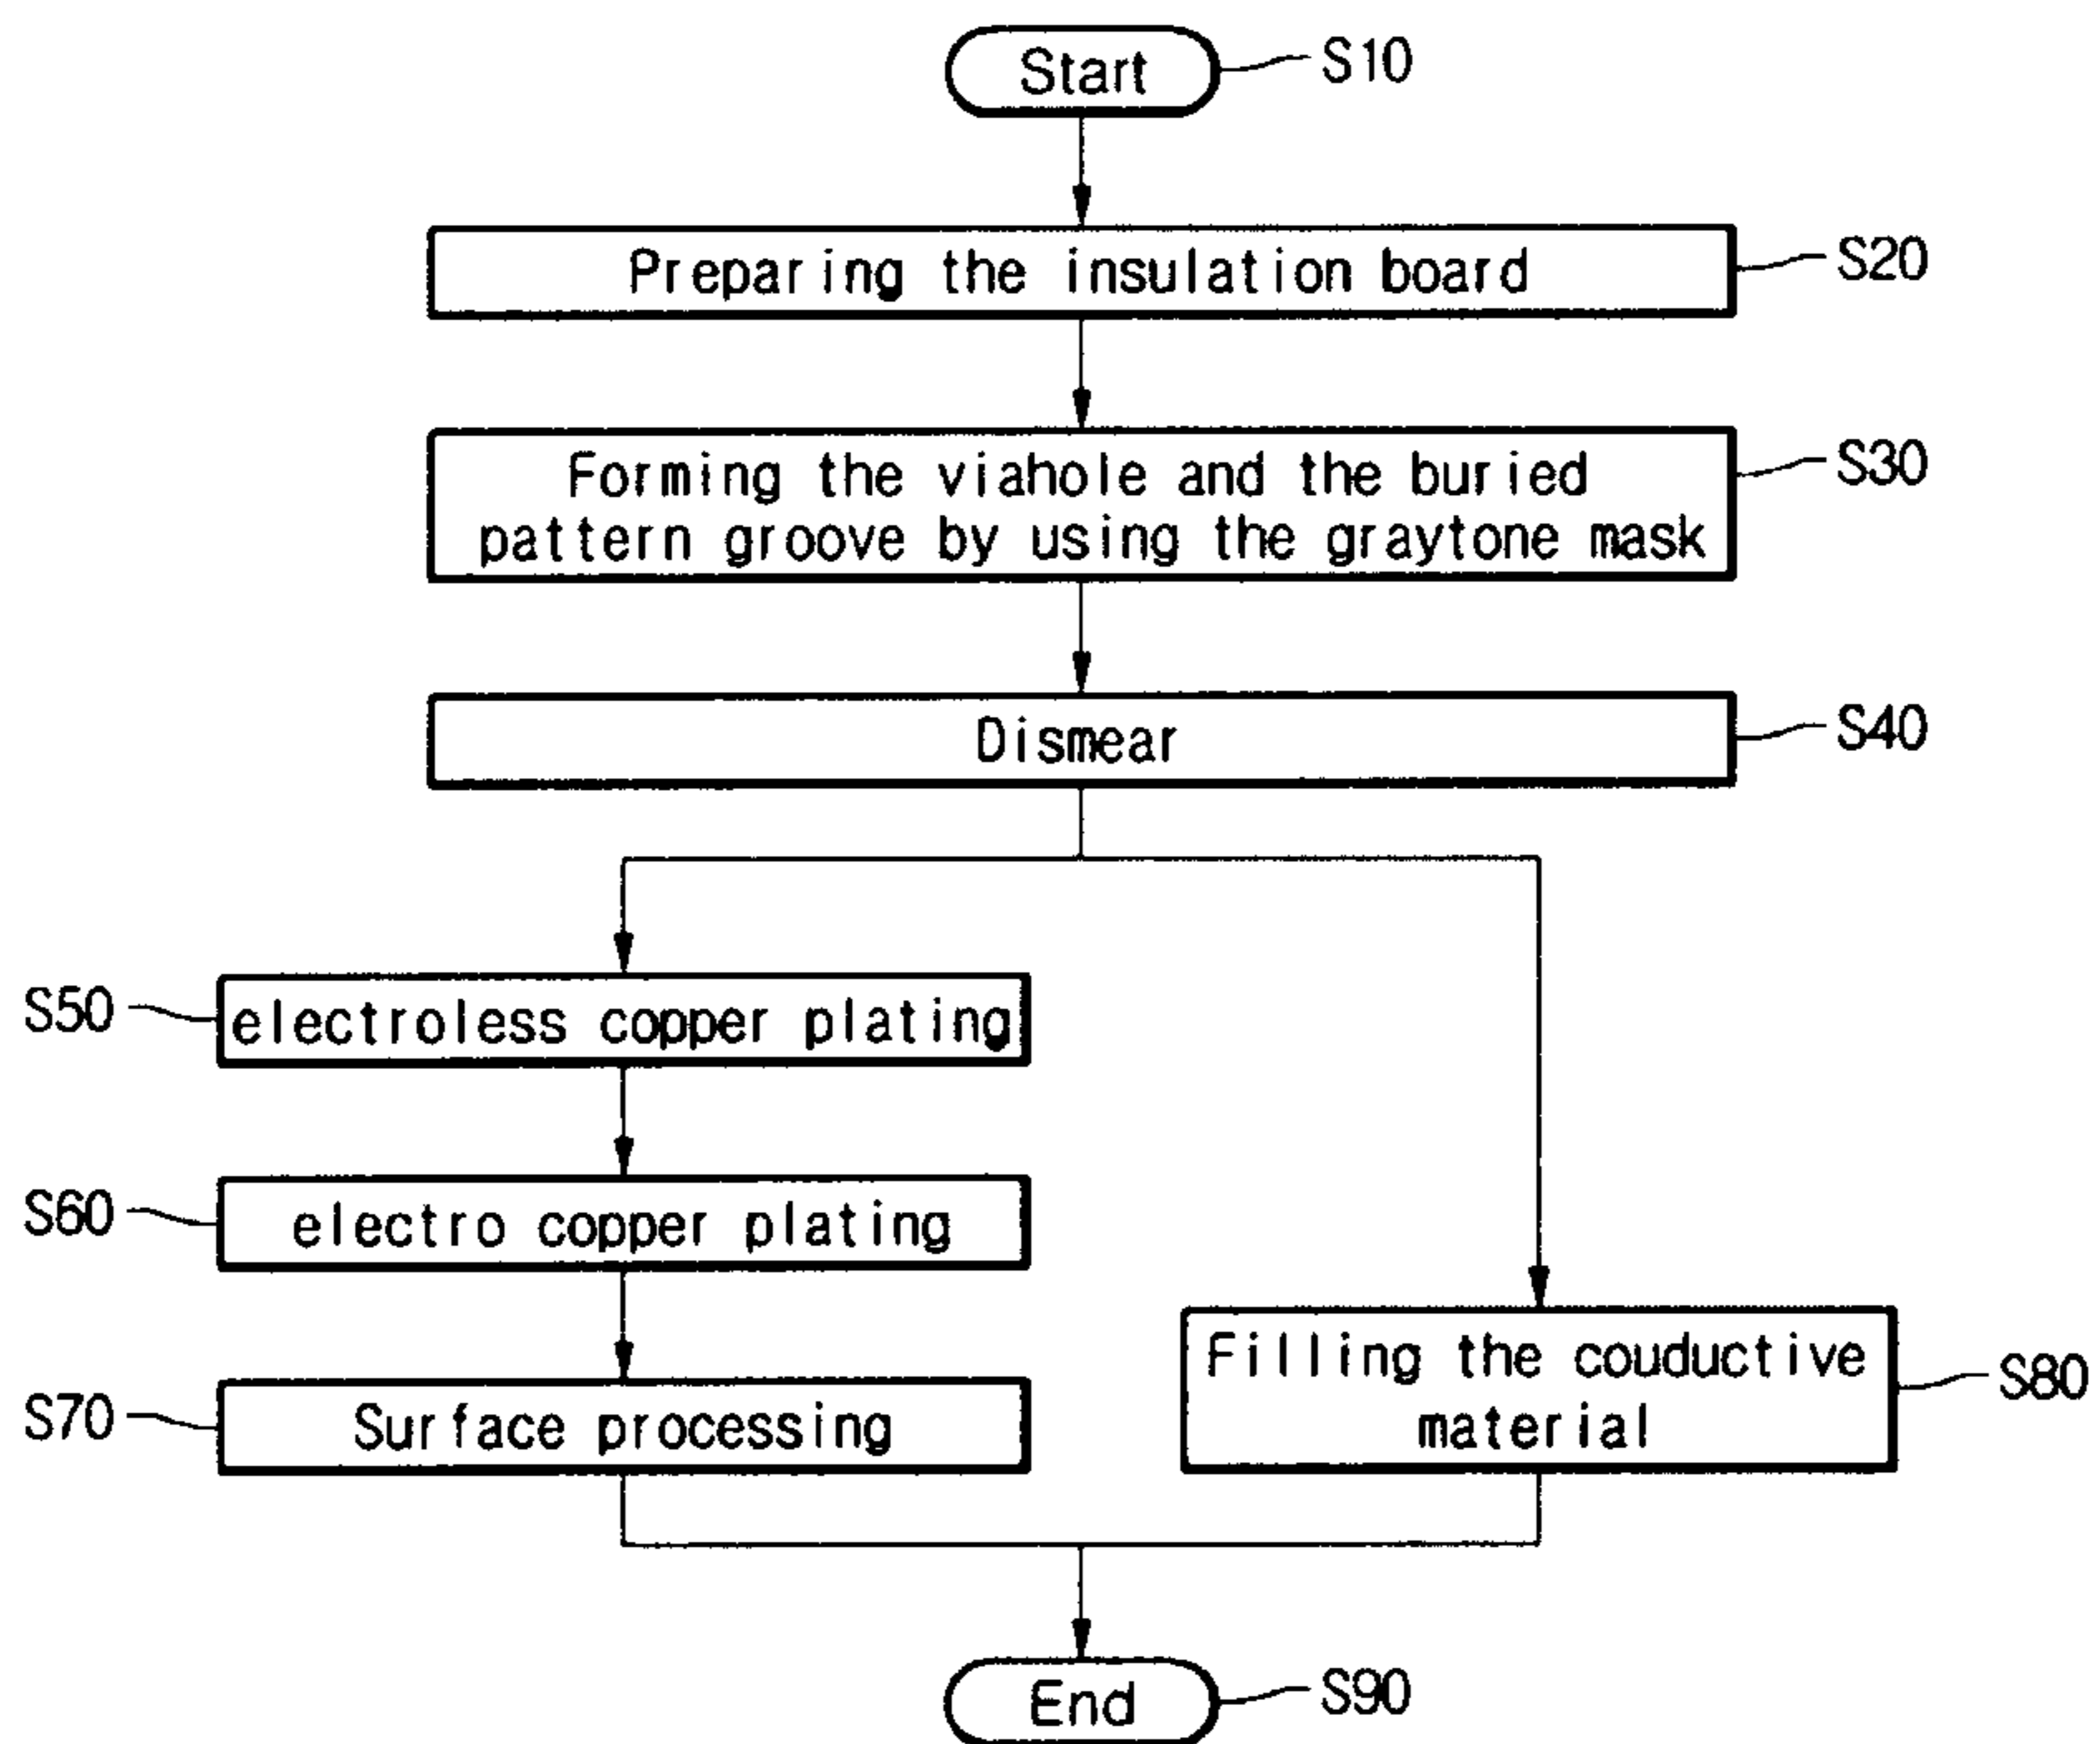 Start
S10
Preparing the insulation board
S20
Forming the viahole and the buried
pattern groove by using the graytone mask
S30
Dismear
S40
S50
electroless copper plating
S60
electro copper plating
S70
Surface processing
Filling the couductive
material
S80
End
S90